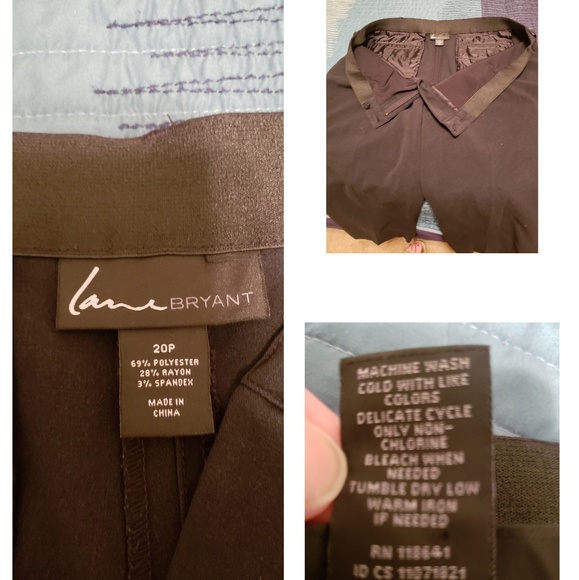 lane BRYANT
20P
69% POLYESTER
28% RAYON
3% SPANDEX
MADE IN
CHINA
MACHINE WASH
COLD WITH LIKE
COLORS
DELICATE CYCLE
ONLY NON-
CHLORINE
BLEACH WHEN
NEEDED
TUMBLE DRY LOW
WARM IRON
IF NEEDED
RN 118641
ID CS 11071821